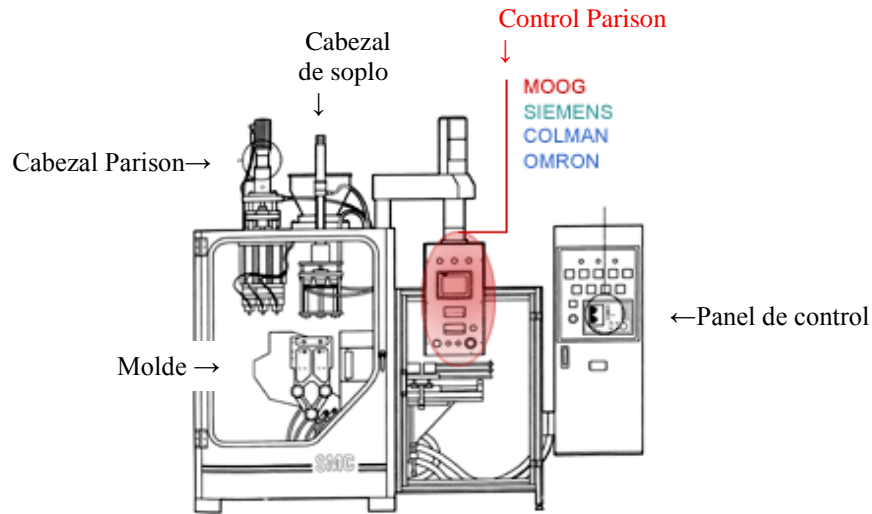 Control Parison
↓
Cabezal
de soplo
↓
MOOG
SIEMENS
COLMAN
OMRON
Cabezal Parison→
←Panel de control
Molde →
SMC